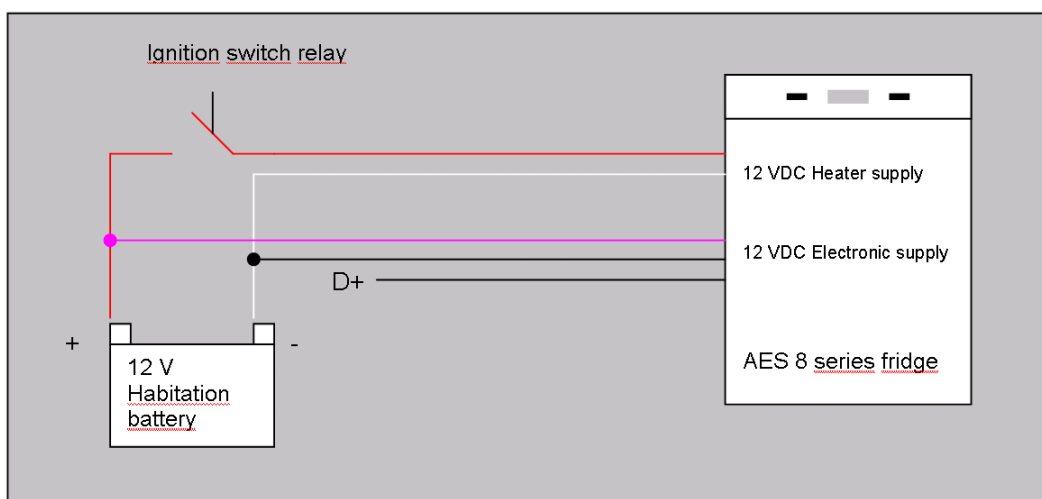 Ignition switch relay
12 VDC Heater supply
12 VDC Electronic supply
D+
+
-
12 V
Habitation
battery
AES 8 series fridge